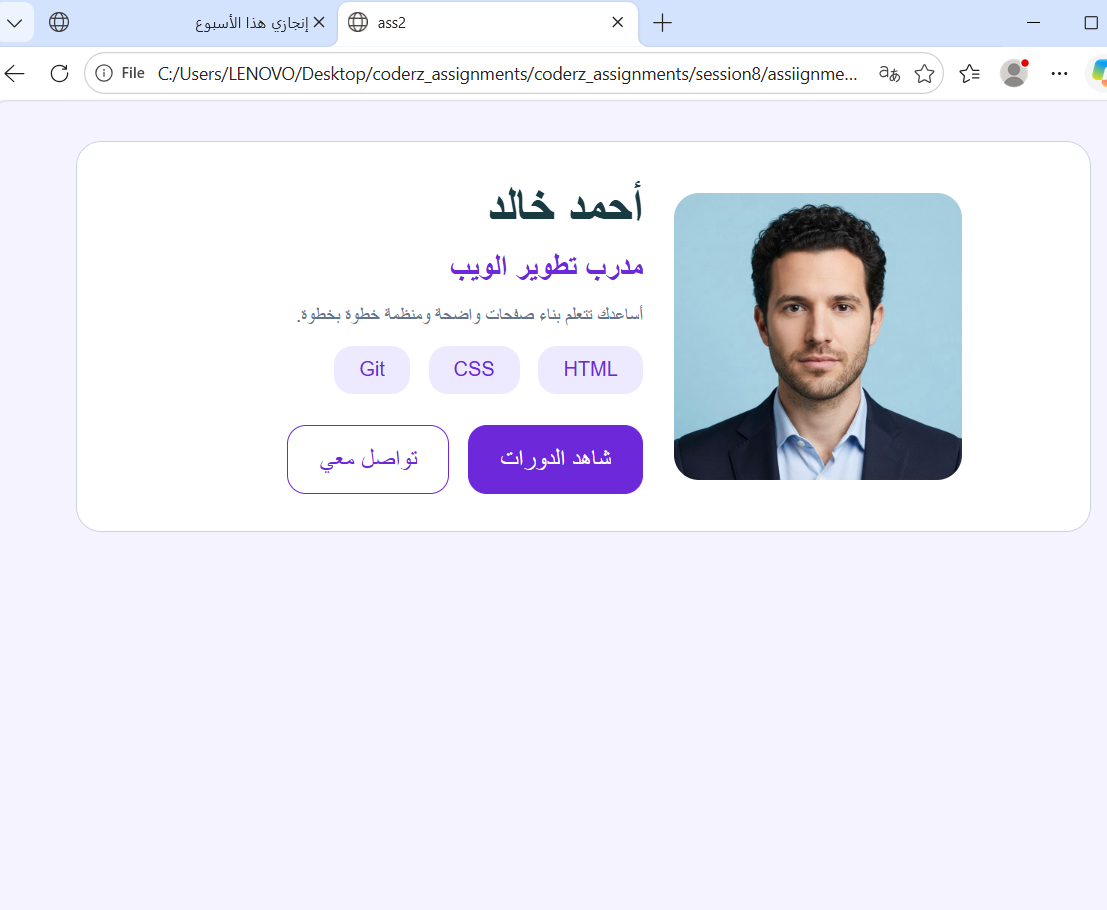 إنجازي هذا الأسبوع
ass2
File
C:/Users/LENOVO/Desktop/coderz_assignments/coderz_assignments/session8/assiignme...
أحمد خالد
مدرب تطوير الويب
أساعدك تتعلم بناء صفحات واضحة ومنظمة خطوة بخطوة.
HTML
CSS
Git
شاهد الدورات
تواصل معي